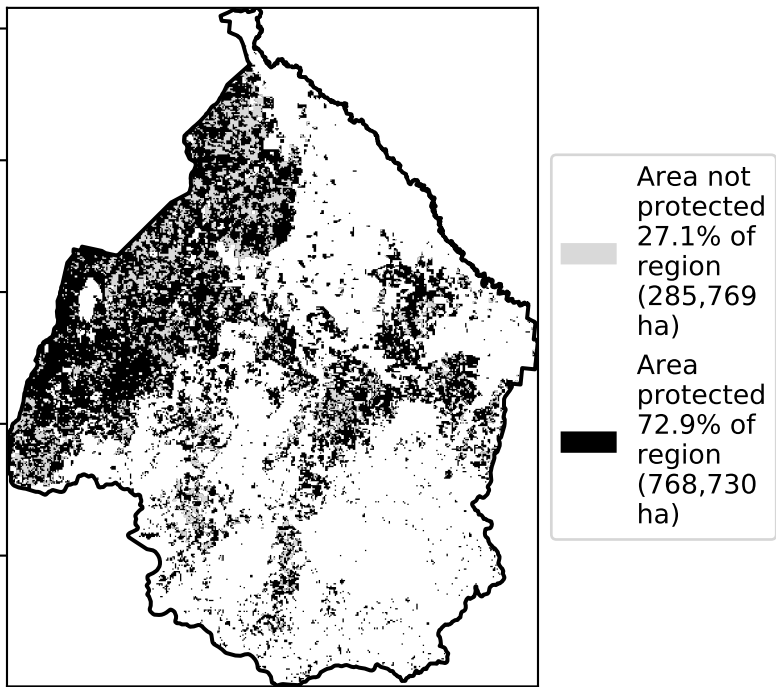 Area not
protected
27.1% of
region
(285,769
ha)
Area
protected
72.9% of
region
(768,730
ha)